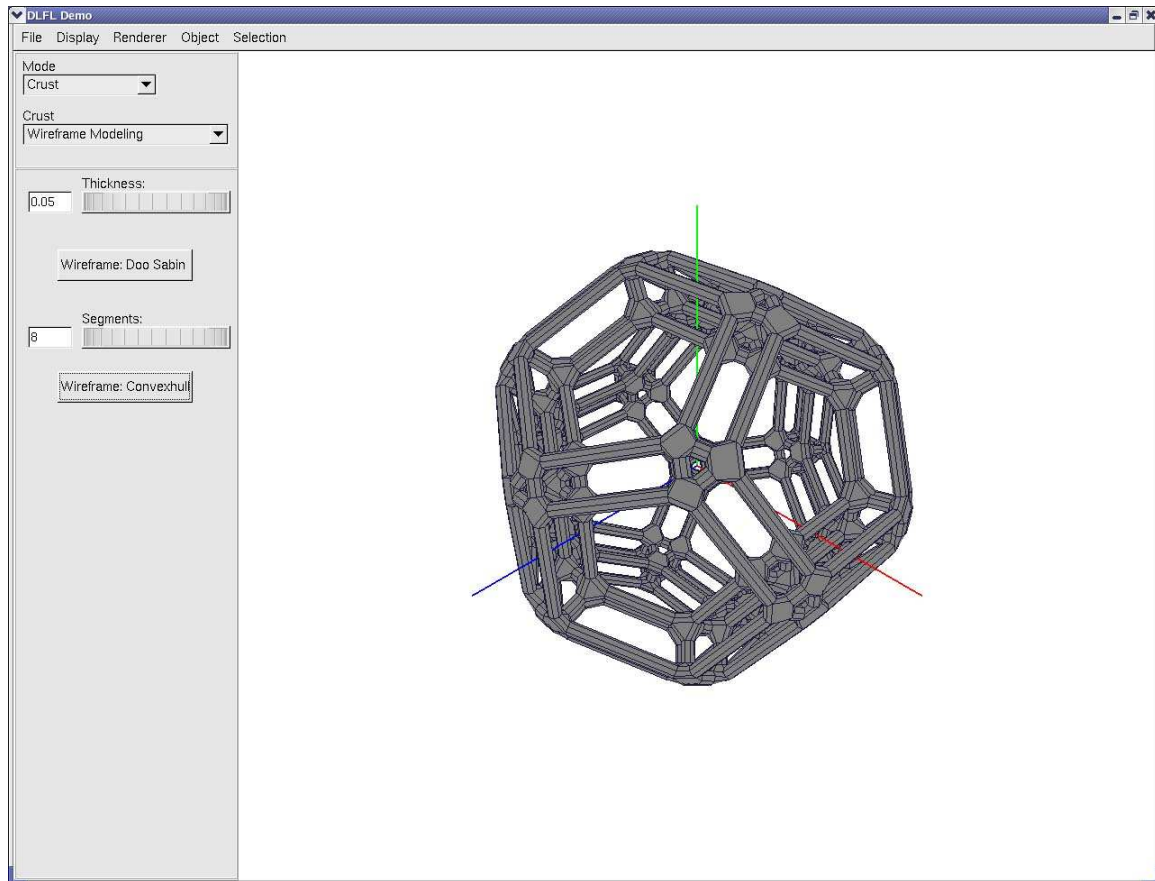 DLFL Demo
File Display Renderer Object Selection
Mode
Crust
Crust
Wireframe Modeling
Thickness:
0.05
Wireframe: Doo Sabin
Segments:
8
Wireframe: Convexhull